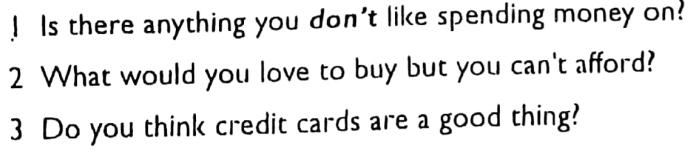 1 Is there anything you don't like spending money on?
2 What would you love to buy but you can't afford?
3 Do you think credit cards are a good thing?